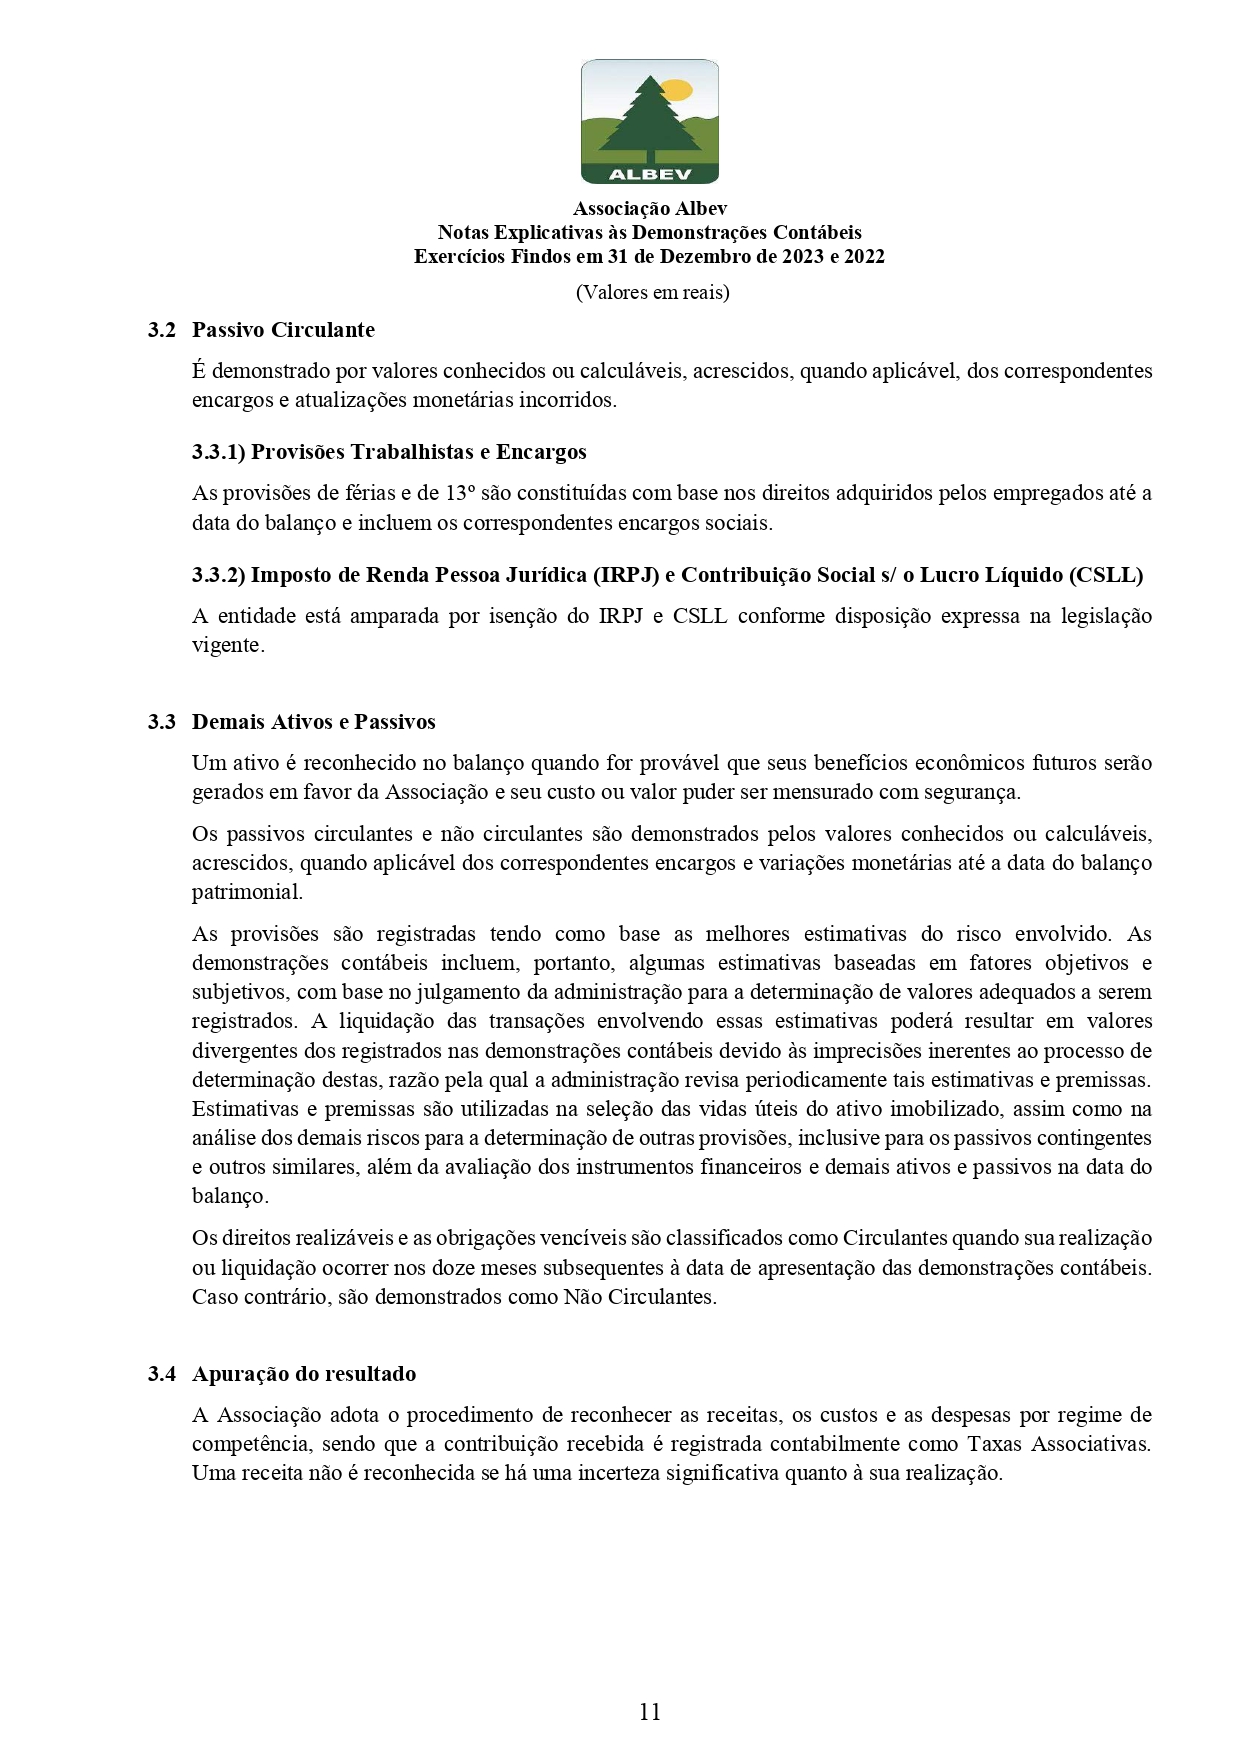 ALBEV
Associação Albev
Notas Explicativas às Demonstrações Contábeis
Exercícios Findos em 31 de Dezembro de 2023 e 2022
(Valores em reais)
3.2 Passivo Circulante
É demonstrado por valores conhecidos ou calculáveis, acrescidos, quando aplicável, dos correspondentes
encargos e atualizações monetárias incorridos.
3.3.1) Provisões Trabalhistas e Encargos
As provisões de férias e de 13º são constituídas com base nos direitos adquiridos pelos empregados até a
data do balanço e incluem os correspondentes encargos sociais.
3.3.2) Imposto de Renda Pessoa Jurídica (IRPJ) e Contribuição Social s/ o Lucro Líquido (CSLL)
A entidade está amparada por isenção do IRPJ e CSLL conforme disposição expressa na legislação
vigente.
3.3 Demais Ativos e Passivos
Um ativo é reconhecido no balanço quando for provável que seus benefícios econômicos futuros serão
gerados em favor da Associação e seu custo ou valor puder ser mensurado com segurança.
Os passivos circulantes e não circulantes são demonstrados pelos valores conhecidos ou calculáveis,
acrescidos, quando aplicável dos correspondentes encargos e variações monetárias até a data do balanço
patrimonial.
As provisões são registradas tendo como base as melhores estimativas do risco envolvido. As
demonstrações contábeis incluem, portanto, algumas estimativas baseadas em fatores objetivos e
subjetivos, com base no julgamento da administração para a determinação de valores adequados a serem
registrados. A liquidação das transações envolvendo essas estimativas poderá resultar em valores
divergentes dos registrados nas demonstrações contábeis devido às imprecisões inerentes ao processo de
determinação destas, razão pela qual a administração revisa periodicamente tais estimativas e premissas.
Estimativas e premissas são utilizadas na seleção das vidas úteis do ativo imobilizado, assim como na
análise dos demais riscos para a determinação de outras provisões, inclusive para os passivos contingentes
e outros similares, além da avaliação dos instrumentos financeiros e demais ativos e passivos na data do
balanço.
Os direitos realizáveis e as obrigações vencíveis são classificados como Circulantes quando sua realização
ou liquidação ocorrer nos doze meses subsequentes à data de apresentação das demonstrações contábeis.
Caso contrário, são demonstrados como Não Circulantes.
3.4 Apuração do resultado
A Associação adota o procedimento de reconhecer as receitas, os custos e as despesas por regime de
competência, sendo que a contribuição recebida é registrada contabilmente como Taxas Associativas.
Uma receita não é reconhecida se há uma incerteza significativa quanto à sua realização.
11